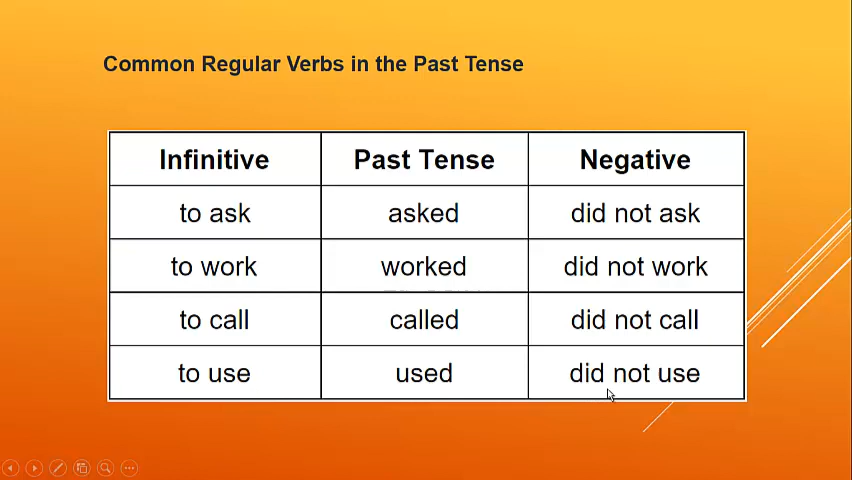 Common Regular Verbs in the Past Tense
Infinitive Past Tense Negative
to ask asked did not ask
to work worked did not work
to call called did not call
to use used did not use